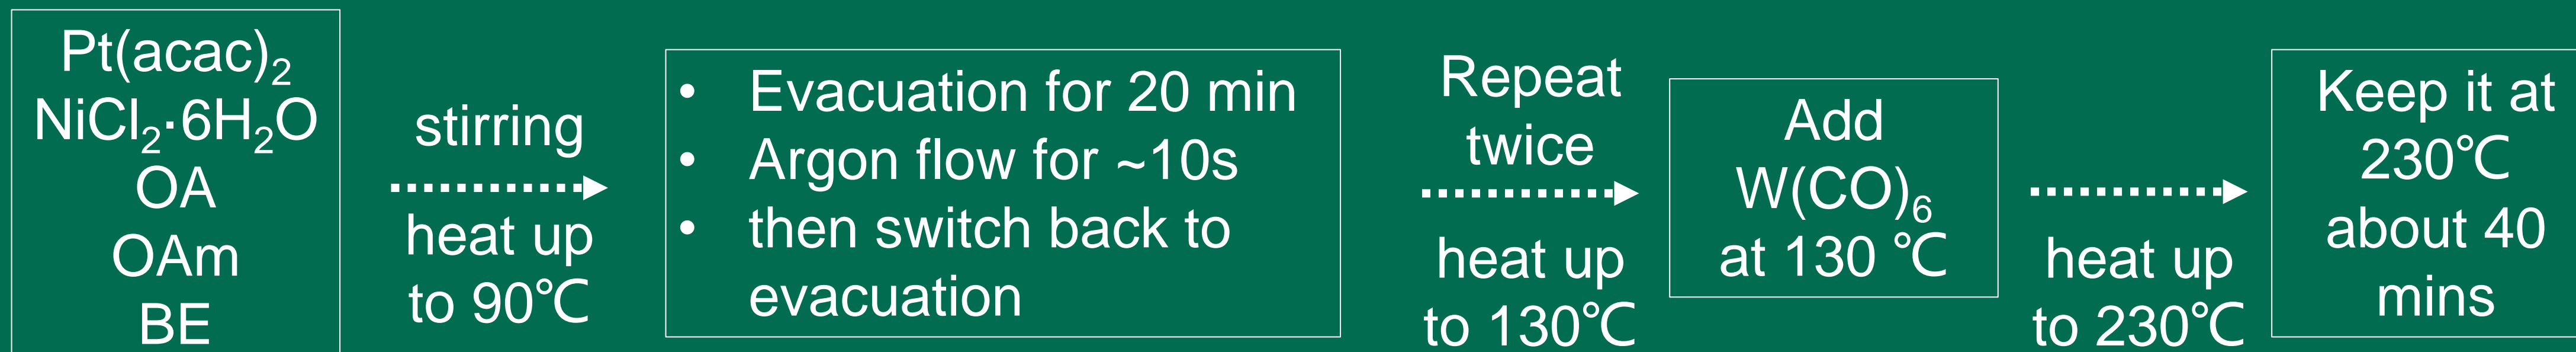 Pt(acac)₂
NiCl₂·6H₂O
OA
OAm
BE
stirring
heat up
to 90℃
• Evacuation for 20 min
• Argon flow for ~10s
• then switch back to
evacuation
Repeat
twice
heat up
to 130℃
Add
W(CO)₆
at 130 ℃
heat up
to 230℃
Keep it at
230℃
about 40
mins